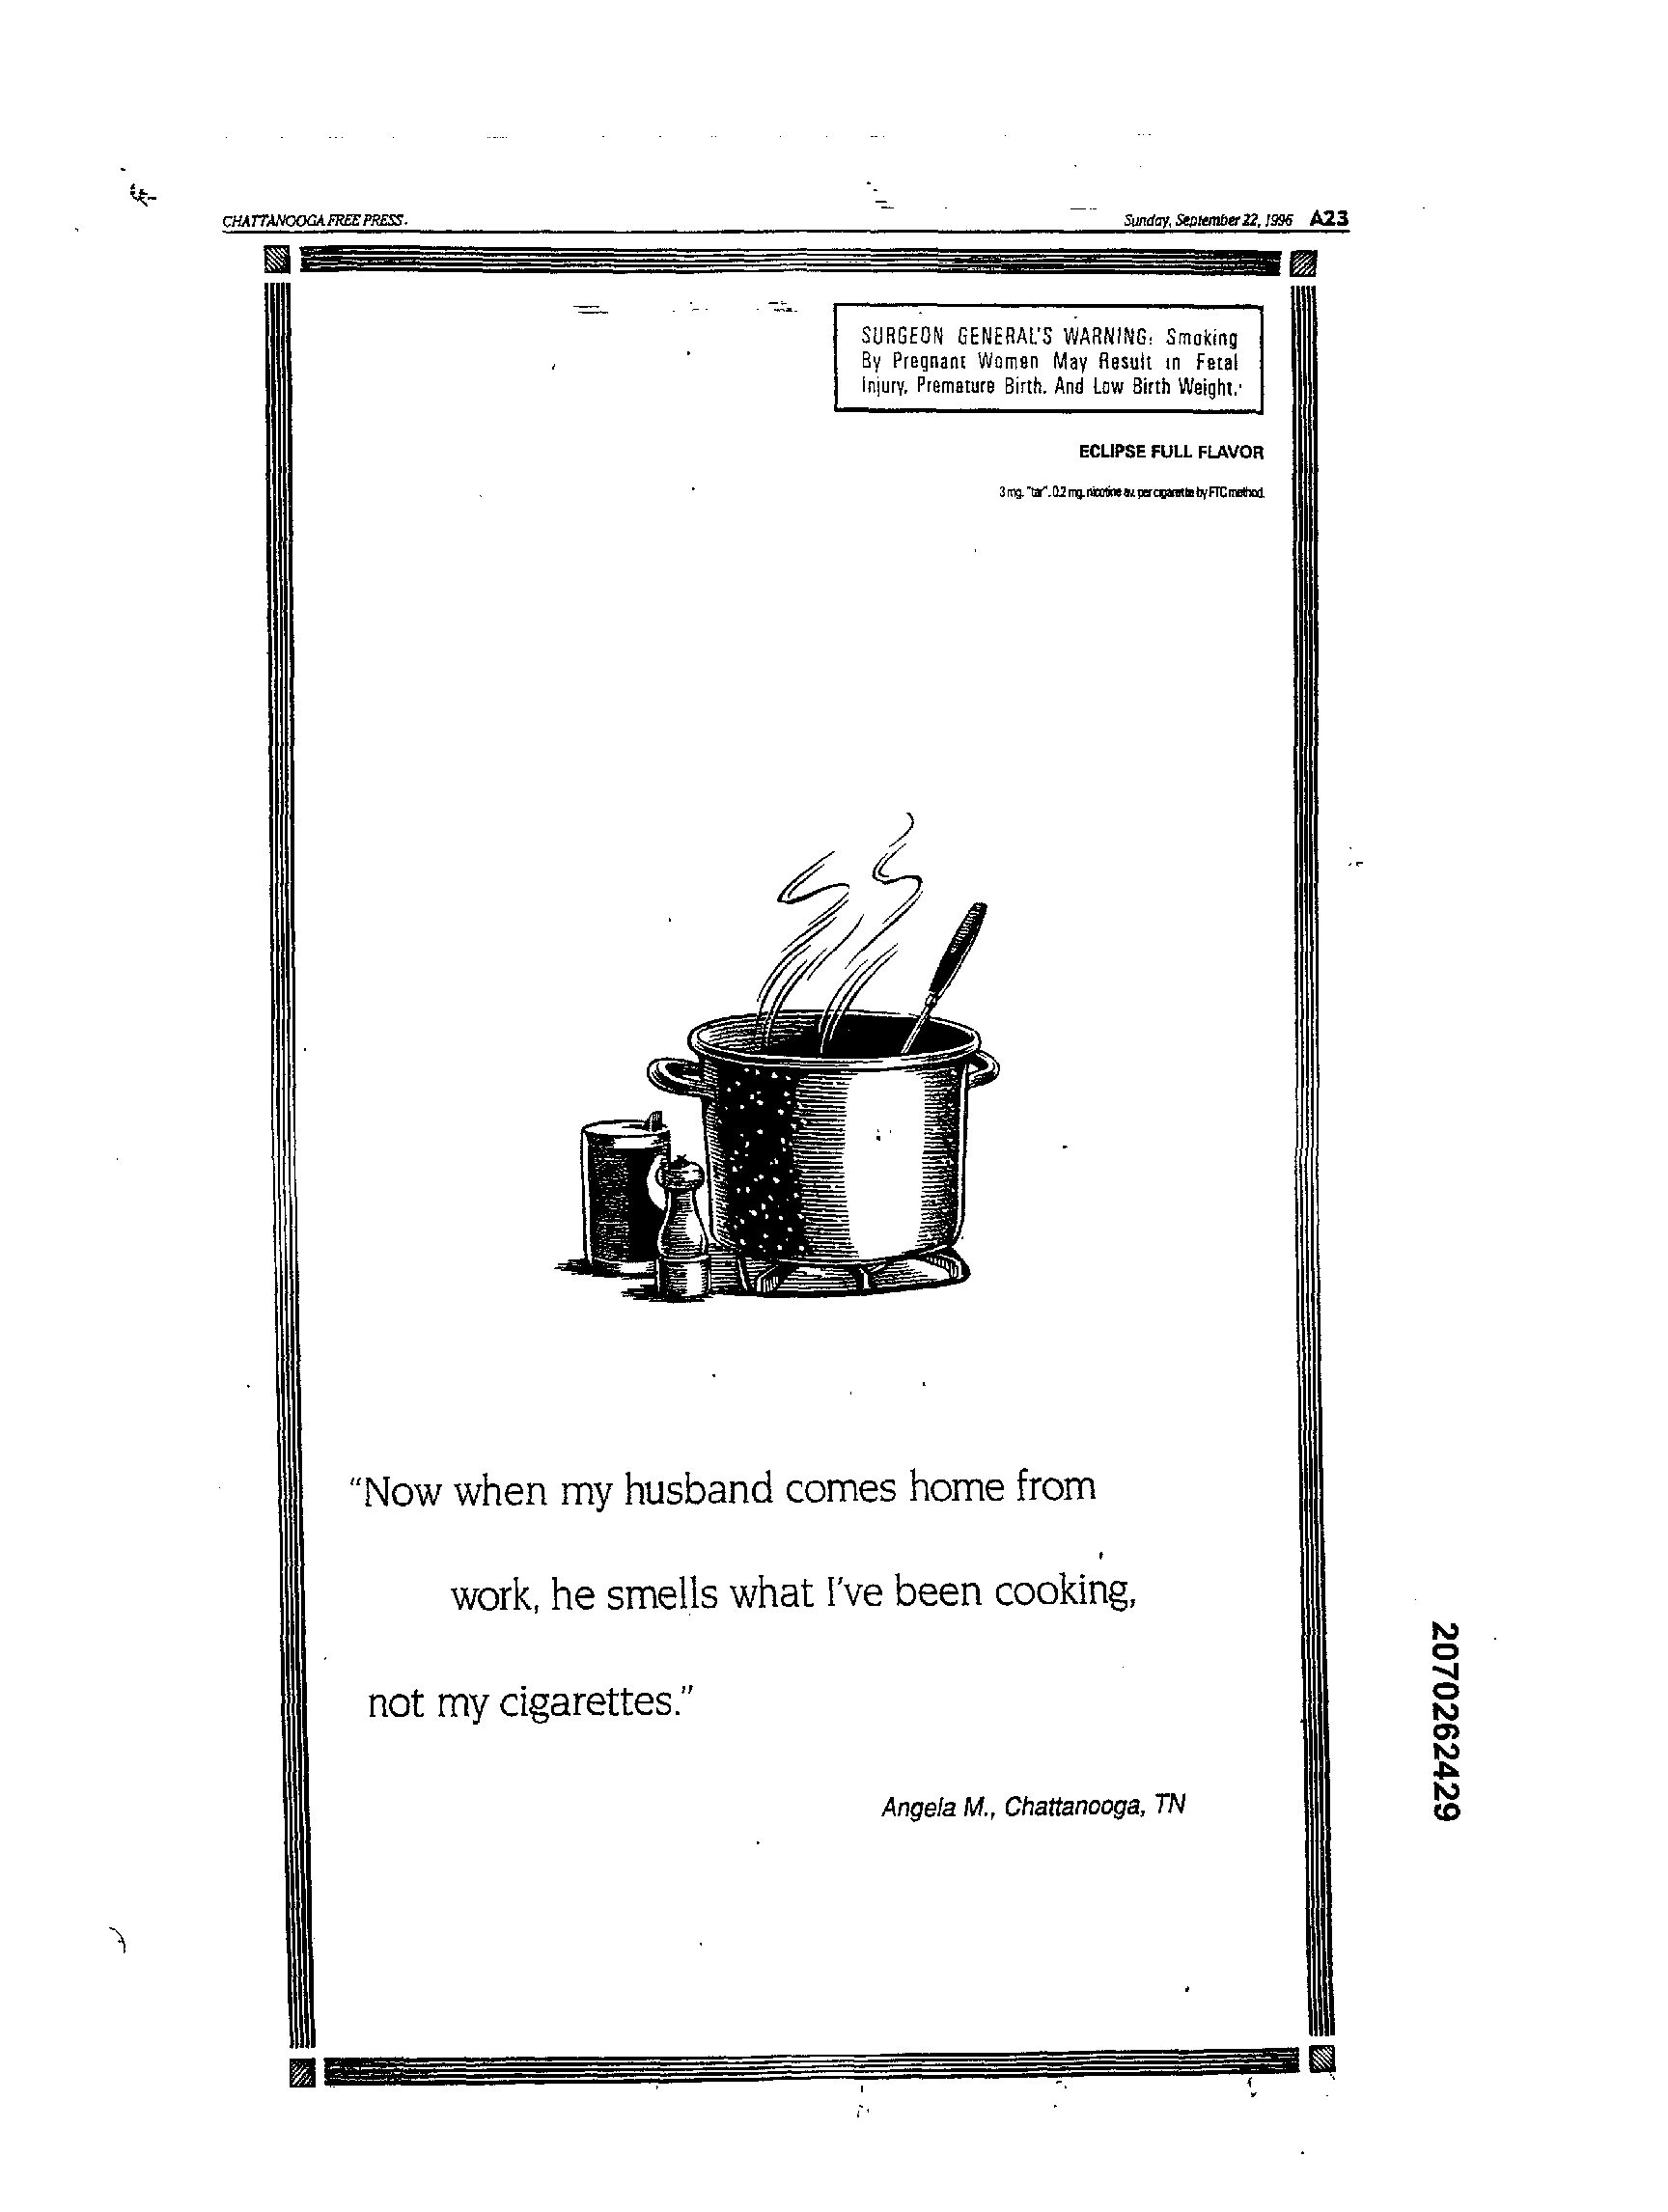 CHATTANOOGA FREE PRESS.
Sunday, September 22, 1996 A23
SURGEON GENERAL'S WARNING: Smoking
By Pregnant Women May Result in Fetal
Injury, Premature Birth, And Low Birth Weight.
ECLIPSE FULL FLAVOR
3 mg. "tar". 0.2 mg. nicotine av. per cigarette by FTC method.
"Now when my husband comes home from
work, he smells what I've been cooking,
not my cigarettes."
Angela M., Chattanooga, TN
2070262429